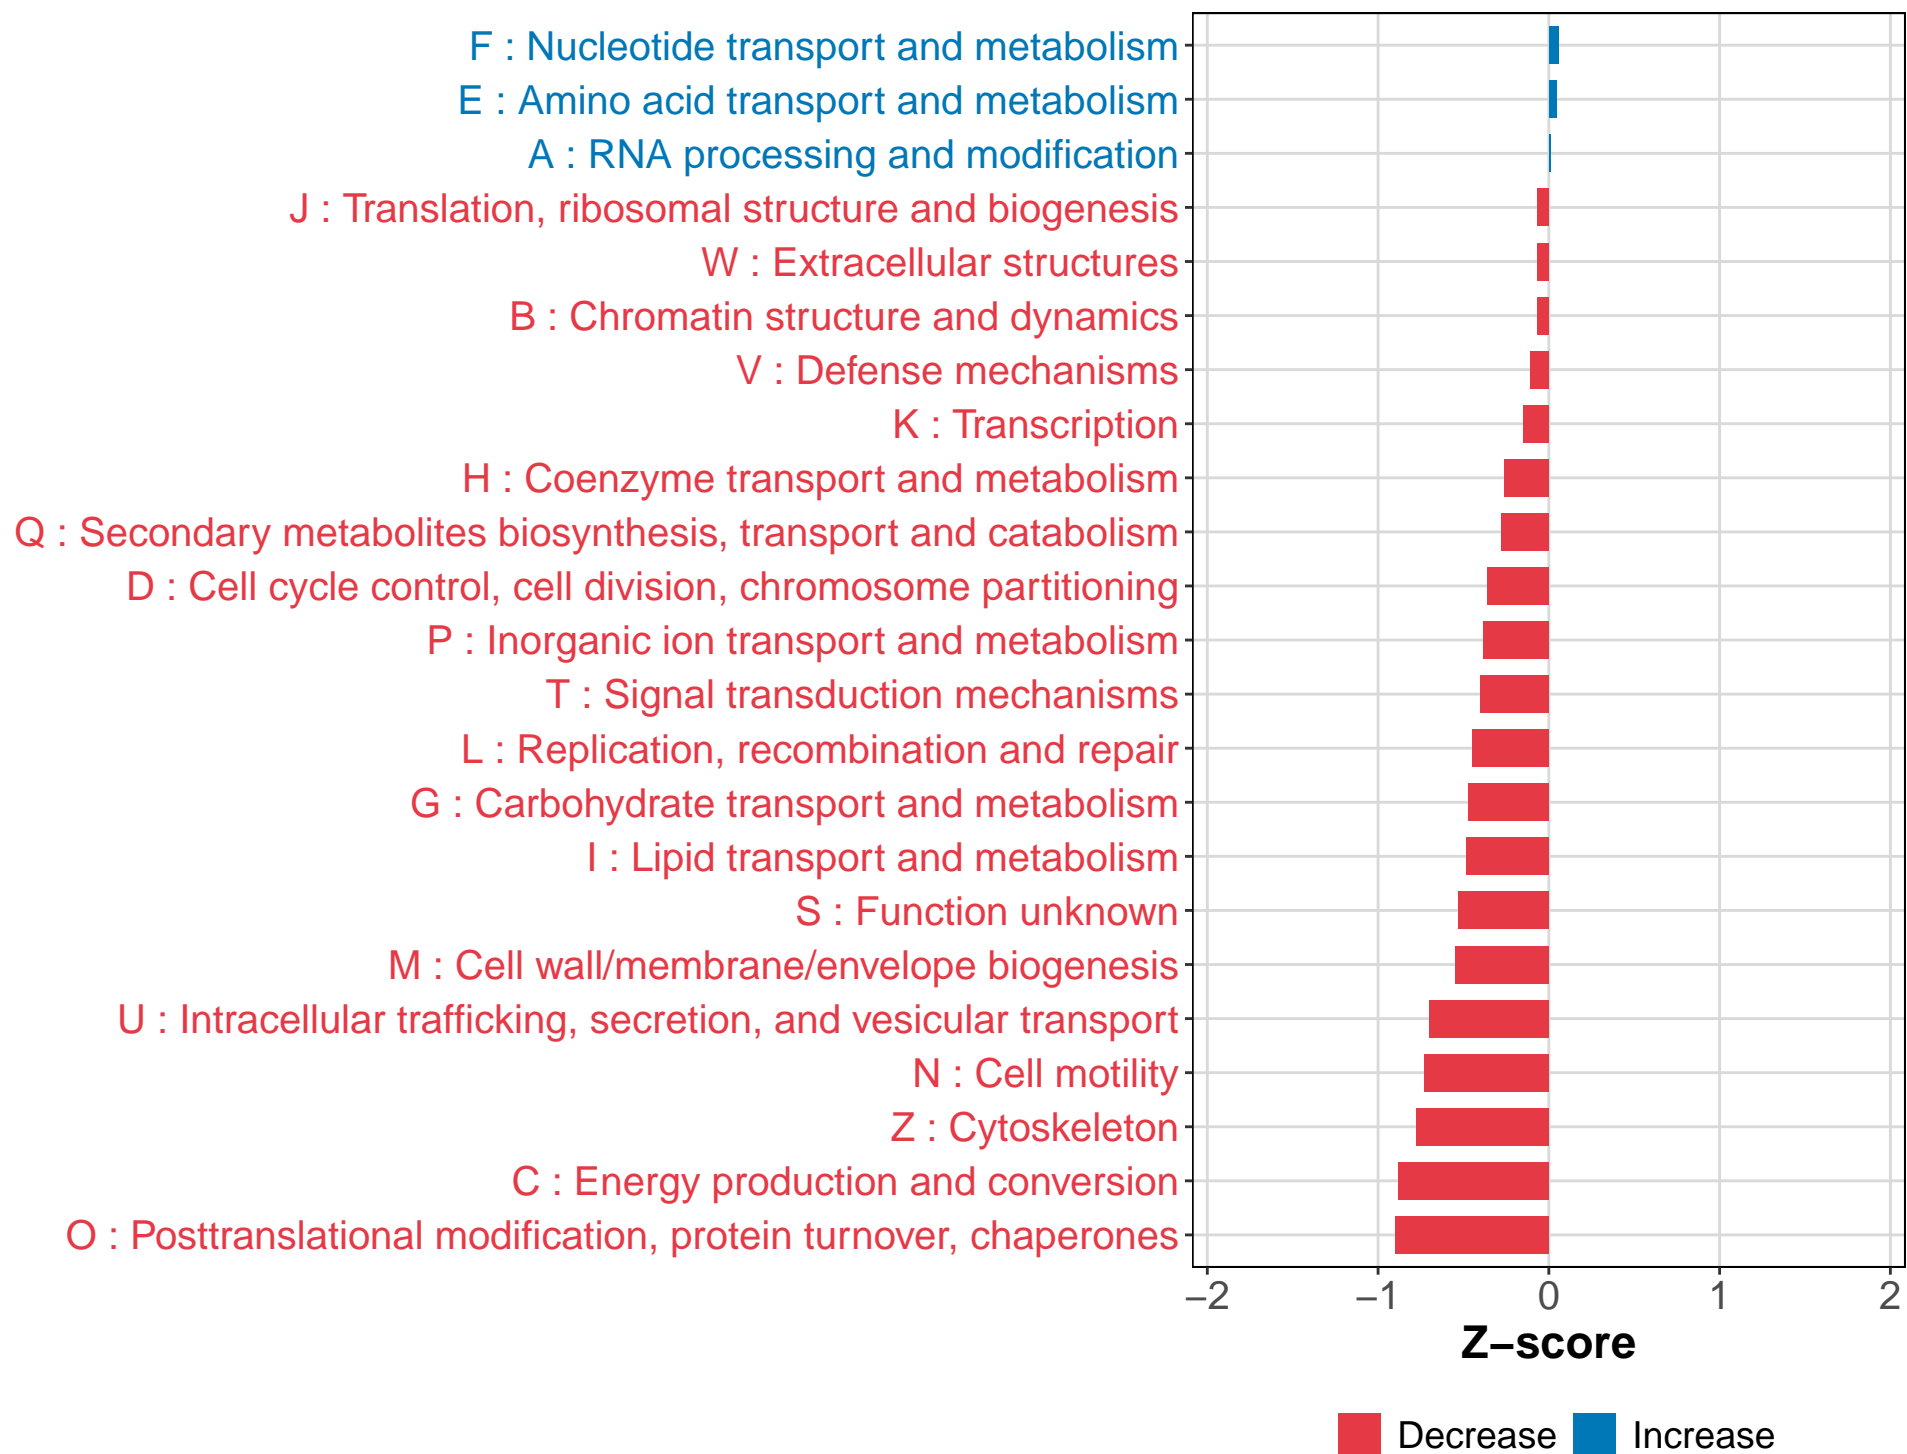 F : Nucleotide transport and metabolism
E : Amino acid transport and metabolism
A : RNA processing and modification
J : Translation, ribosomal structure and biogenesis
W : Extracellular structures
B : Chromatin structure and dynamics
V : Defense mechanisms
K : Transcription
H : Coenzyme transport and metabolism
Q : Secondary metabolites biosynthesis, transport and catabolism
D : Cell cycle control, cell division, chromosome partitioning
P : Inorganic ion transport and metabolism
T : Signal transduction mechanisms
L : Replication, recombination and repair
G : Carbohydrate transport and metabolism
I : Lipid transport and metabolism
S : Function unknown
M : Cell wall/membrane/envelope biogenesis
U : Intracellular trafficking, secretion, and vesicular transport
N : Cell motility
Z : Cytoskeleton
C : Energy production and conversion
O : Posttranslational modification, protein turnover, chaperones
−2 −1 0 1 2
Z−score
Decrease Increase